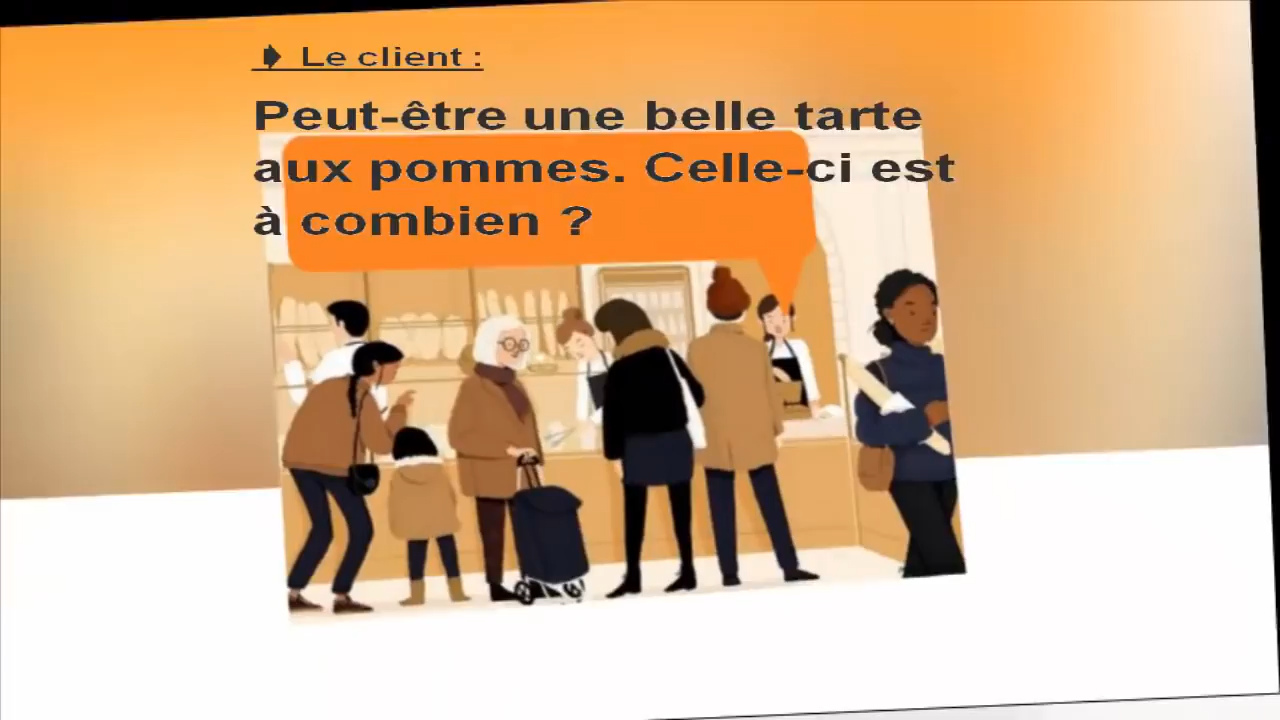 ➧ Le client :
Peut-être une belle tarte
aux pommes. Celle-ci est
à combien ?